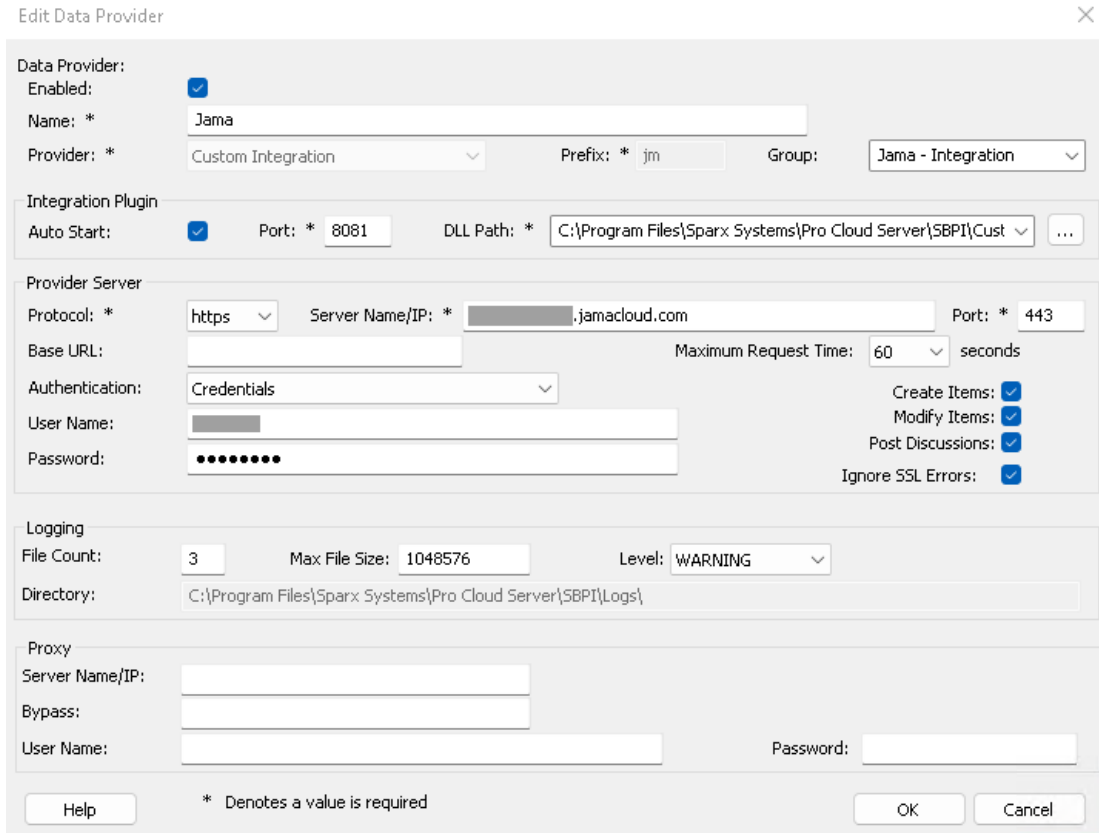 Edit Data Provider
Data Provider:
Enabled:
Name: * Jama
Provider: * Custom Integration Prefix: * jm Group: Jama - Integration
Integration Plugin
Auto Start: Port: * 8081 DLL Path: * C:\Program Files\Sparx Systems\Pro Cloud Server\SBPI\Cust ...
Provider Server
Protocol: * https Server Name/IP: * .jamacloud.com Port: * 443
Base URL: Maximum Request Time: 60 seconds
Authentication: Credentials Create Items:
User Name: Modify Items:
Post Discussions:
Password: ●●●●●●●●
Ignore SSL Errors:
Logging
File Count: 3 Max File Size: 1048576 Level: WARNING
Directory: C:\Program Files\Sparx Systems\Pro Cloud Server\SBPI\Logs\
Proxy
Server Name/IP:
Bypass:
User Name: Password:
Help * Denotes a value is required OK Cancel